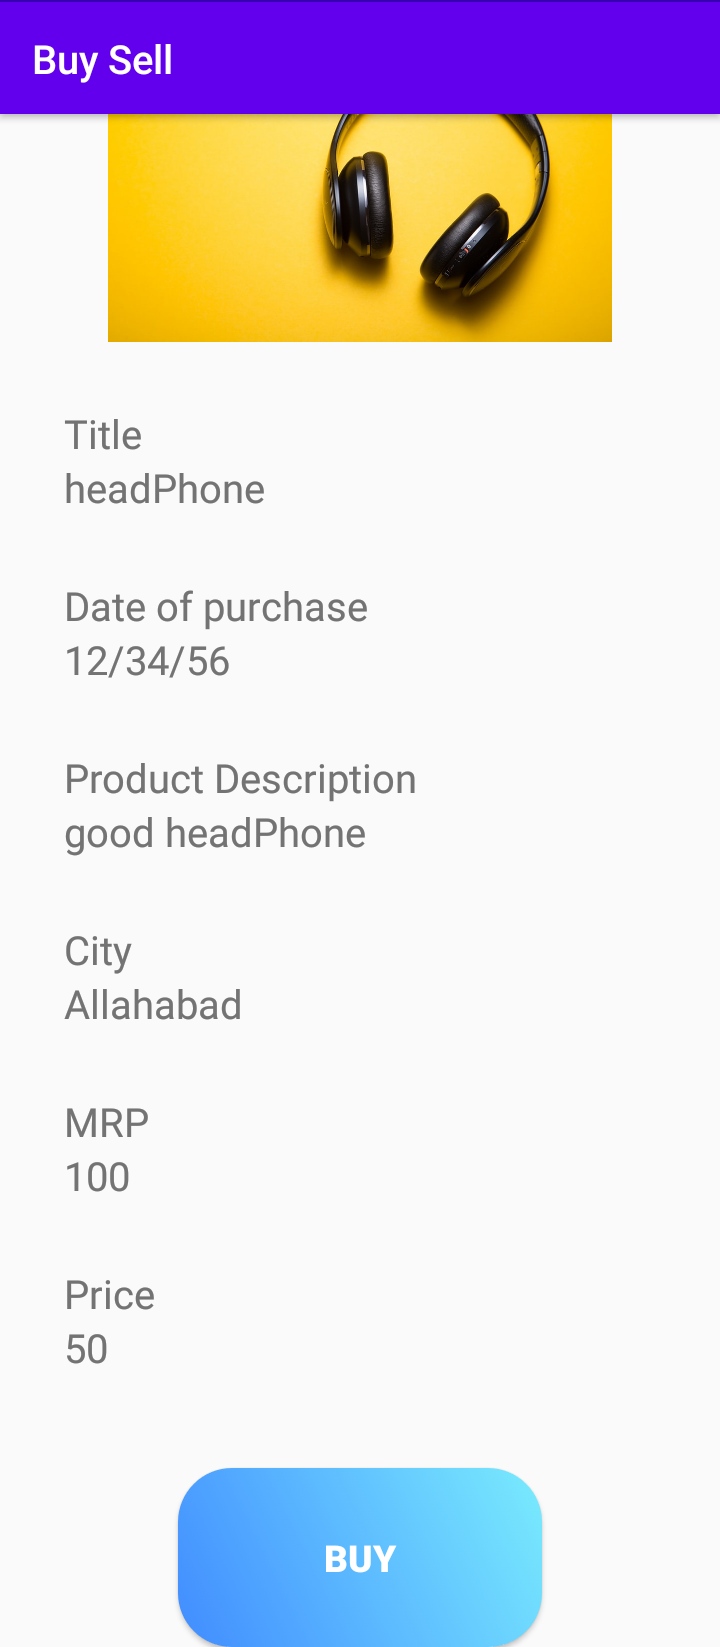 Buy Sell
Title
headPhone
Date of purchase
12/34/56
Product Description
good headPhone
City
Allahabad
MRP
100
Price
50
BUY